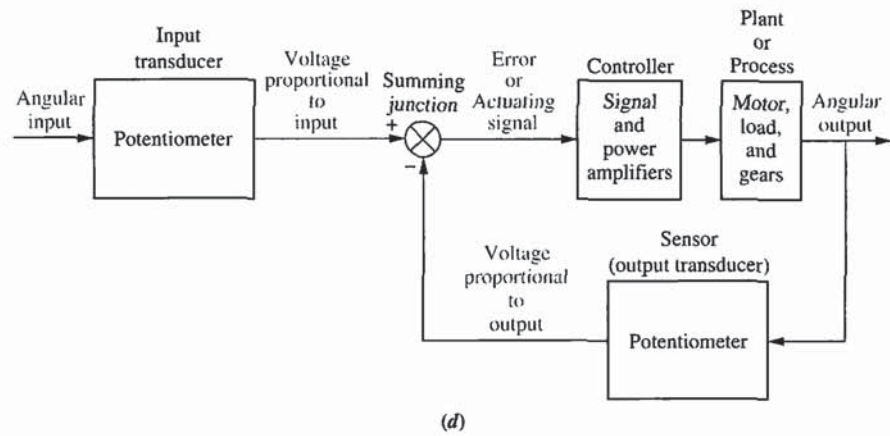 Input
transducer
Angular
input
Potentiometer
Voltage
proportional
to
input
Summing
junction
+
−
Error
or
Actuating
signal
Controller
Signal
and
power
amplifiers
Plant
or
Process
Motor,
load,
and
gears
Angular
output
Sensor
(output transducer)
Potentiometer
Voltage
proportional
to
output
(d)